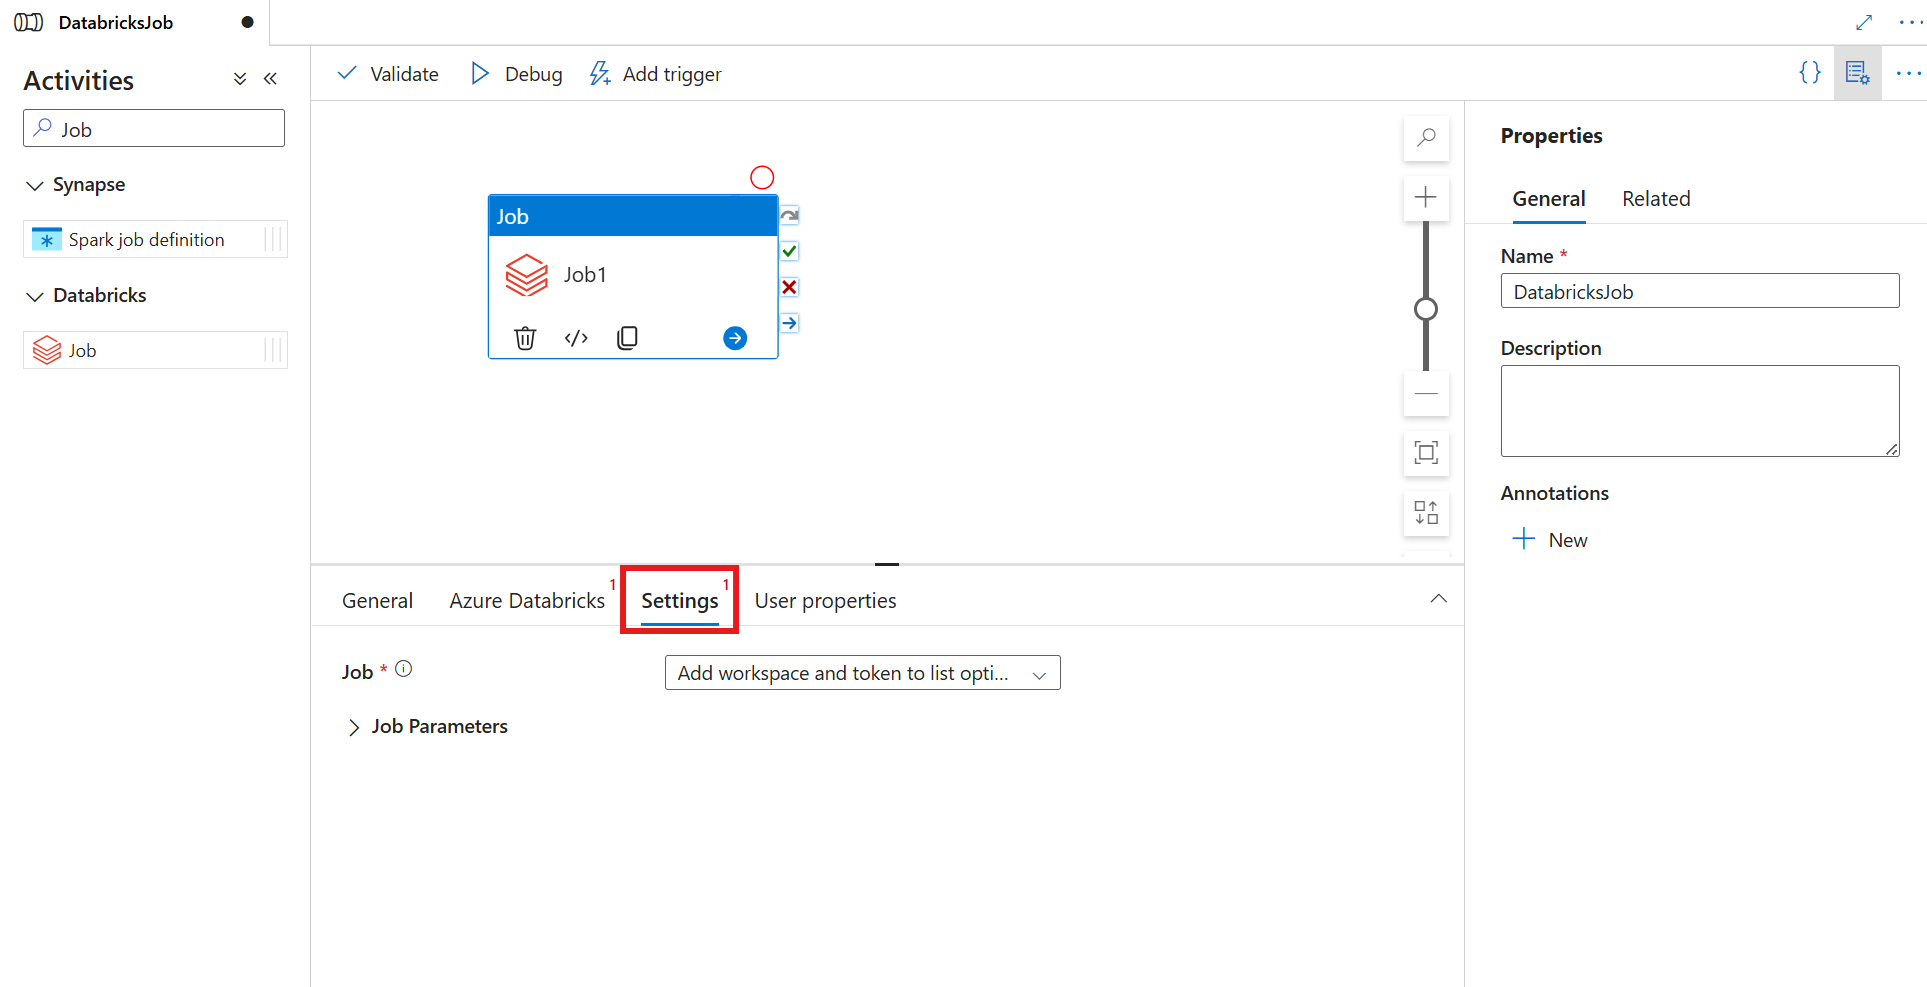 DatabricksJob
Activities
Job
Synapse
Spark job definition
Databricks
Job
Validate
Debug
Add trigger
Job
Job1
General
Azure Databricks 1
Settings 1
User properties
Job *
Add workspace and token to list opti...
Job Parameters
Properties
General
Related
Name *
DatabricksJob
Description
Annotations
New